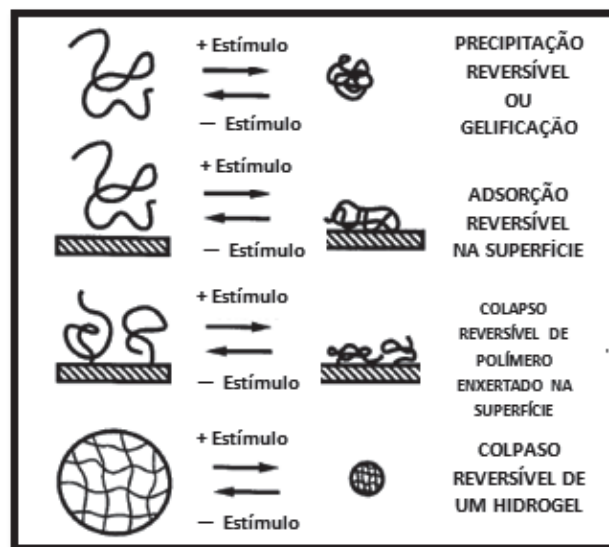 + Estímulo
− Estímulo
PRECIPITAÇÃO
REVERSÍVEL
OU
GELIFICAÇÃO
+ Estímulo
− Estímulo
ADSORÇÃO
REVERSÍVEL
NA SUPERFÍCIE
+ Estímulo
− Estímulo
COLAPSO
REVERSÍVEL DE
POLÍMERO
ENXERTADO NA
SUPERFÍCIE
+ Estímulo
− Estímulo
COLPASO
REVERSÍVEL DE
UM HIDROGEL